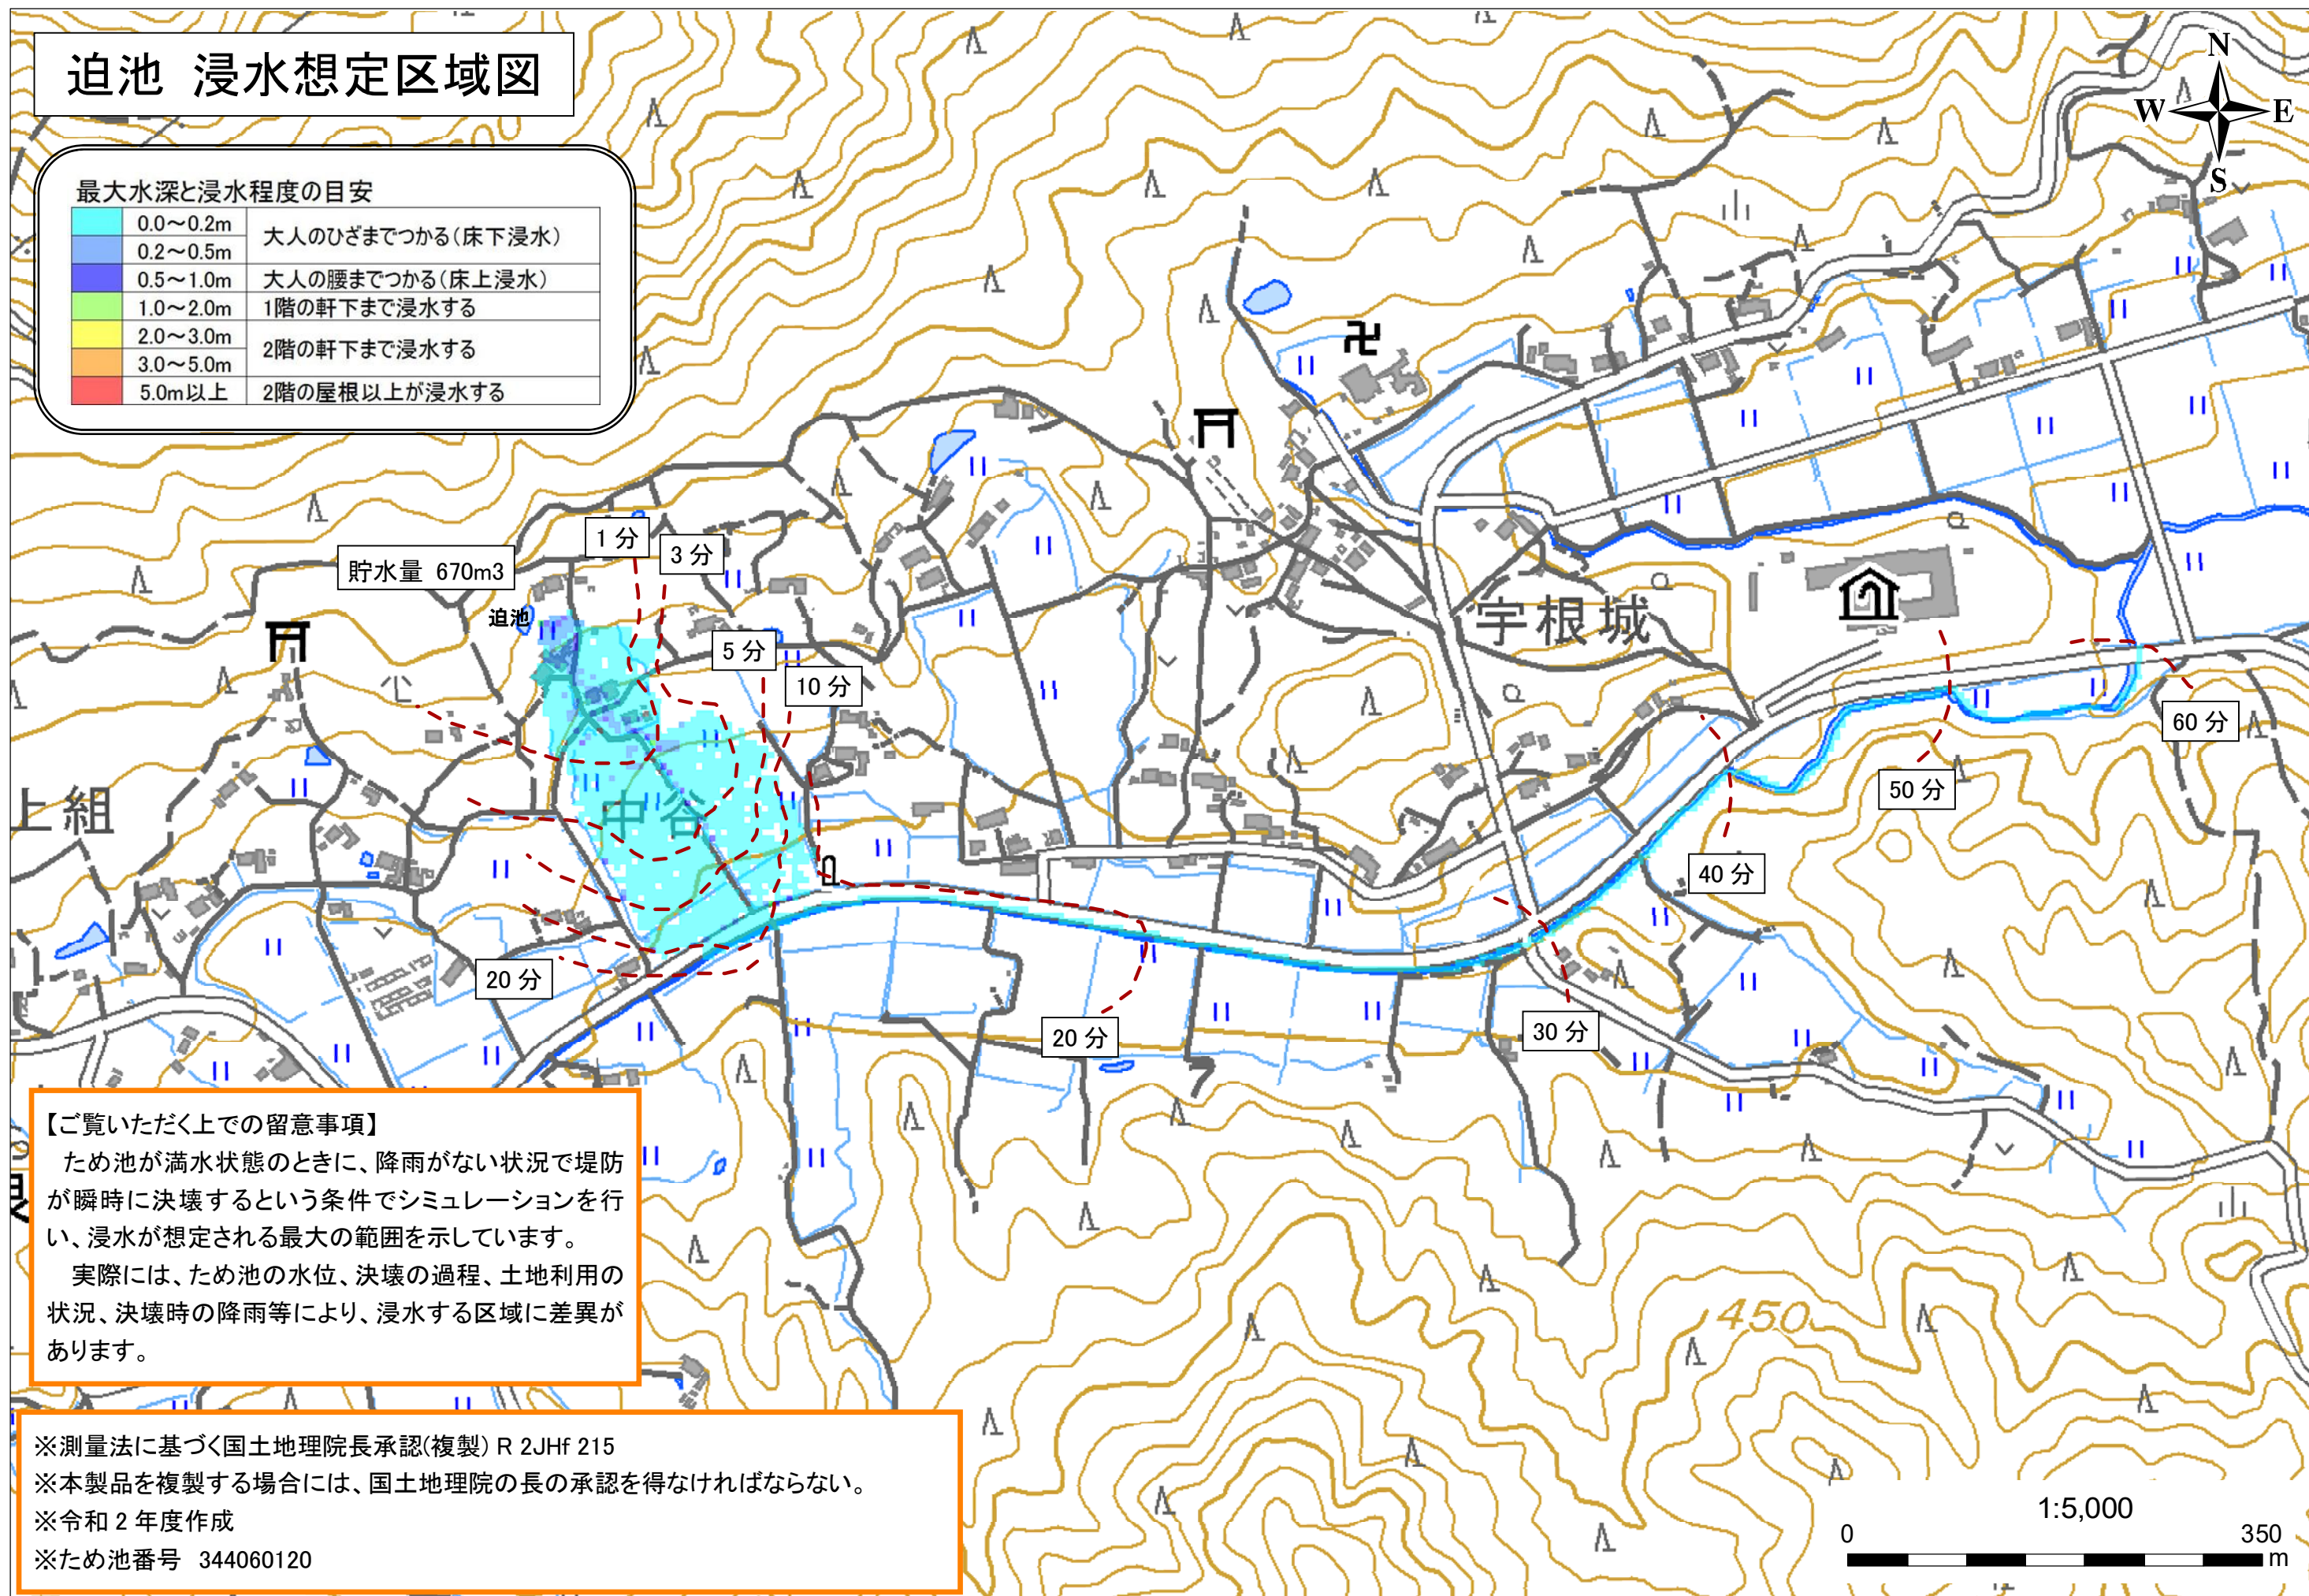 迫池 浸水想定区域図
N
W
E
S
最大水深と浸水程度の目安
0.0～0.2m
大人のひざまでつかる(床下浸水)
0.2～0.5m
0.5～1.0m 大人の腰までつかる(床上浸水)
1.0～2.0m 1階の軒下まで浸水する
2.0～3.0m
2階の軒下まで浸水する
3.0～5.0m
5.0m以上 2階の屋根以上が浸水する
1 分
3 分
貯水量 670m3
迫池
5 分
10 分
宇根城
60 分
50 分
上組
中谷
40 分
20 分
20 分
30 分
【ご覧いただく上での留意事項】
ため池が満水状態のときに、降雨がない状況で堤防
が瞬時に決壊するという条件でシミュレーションを行
い、浸水が想定される最大の範囲を示しています。
実際には、ため池の水位、決壊の過程、土地利用の
状況、決壊時の降雨等により、浸水する区域に差異が
あります。
450
※測量法に基づく国土地理院長承認(複製) R 2JHf 215
※本製品を複製する場合には、国土地理院の長の承認を得なければならない。
※令和 2 年度作成
※ため池番号 344060120
1:5,000
0 350
m